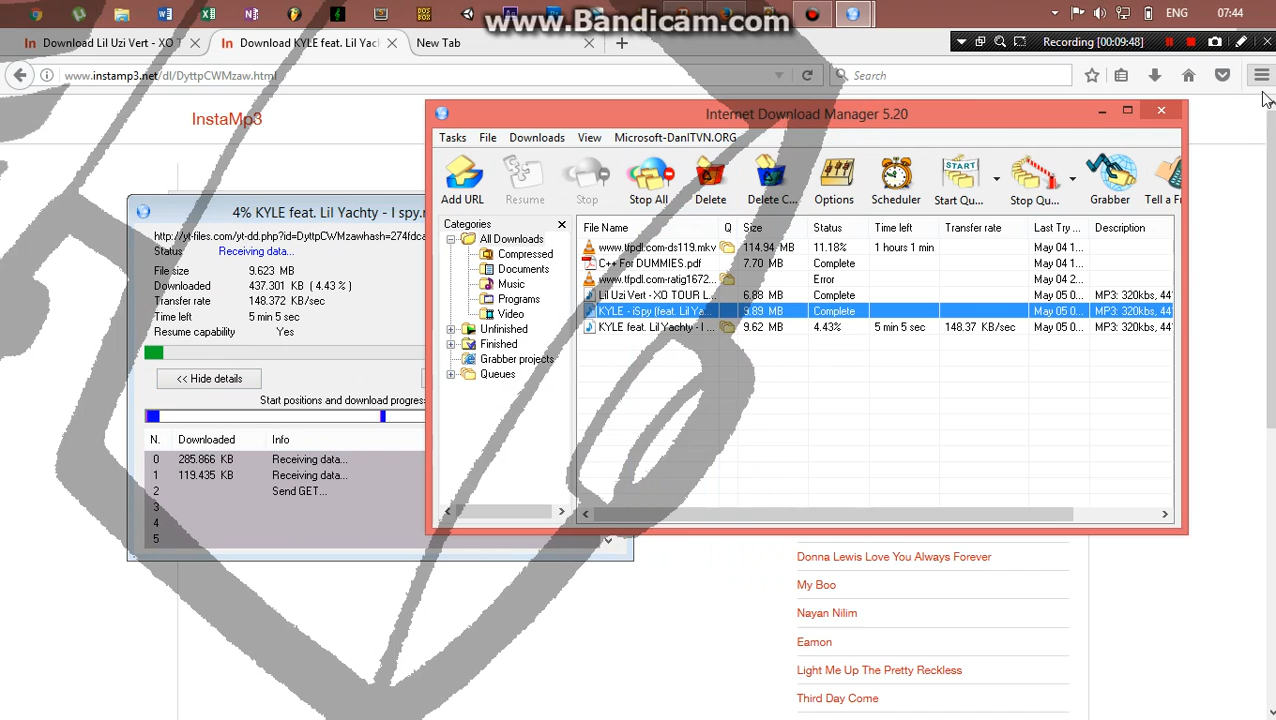 www.Bandicam.com
ENG
07:44
Download Lil Uzi Vert - XO T
Download KYLE feat. Lil Yac
New Tab
Recording [00:09:48]
www.instamp3.net/dl/DyttpCWMzaw.html
Search
InstaMp3
4% KYLE feat. Lil Yachty - I spy.
http://yt-files.com/yt-dd.php?id=DyttpCWMzawhash=274fdca
Status Receiving data...
File size 9.623 MB
Downloaded 437.301 KB ( 4.43 % )
Transfer rate 148.372 KB/sec
Time left 5 min 5 sec
Resume capability Yes
<< Hide details
Start positions and download progres
N. Downloaded Info
0 285.866 KB Receiving data...
1 119.435 KB Receiving data...
2 Send GET...
3
4
5
Internet Download Manager 5.20
Tasks File Downloads View Microsoft-DanITVN.ORG
Add URL Resume Stop Stop All Delete Delete C... Options Scheduler Start Qu... Stop Qu... Grabber Tell a F
Categories
All Downloads
Compressed
Documents
Music
Programs
Video
Unfinished
Finished
Grabber projects
Queues
File Name Q Size Status Time left Transfer rate Last Try ... Description
www.tfpdl.com-ds119.mkv 114.94 MB 11.18% 1 hours 1 min May 04 1...
C++ For DUMMIES.pdf 7.70 MB Complete May 04 1...
www.tfpdl.com-ratig1672... Error May 04 2...
Lil Uzi Vert - XO TOUR L... 6.88 MB Complete May 05 0... MP3: 320kbs, 44
KYLE - iSpy (feat. Lil Ya... 9.89 MB Complete May 05 0... MP3: 320kbs, 44
KYLE feat. Lil Yachty - I ... 9.62 MB 4.43% 5 min 5 sec 148.37 KB/sec May 05 0... MP3: 320kbs, 44
Donna Lewis Love You Always Forever
My Boo
Nayan Nilim
Eamon
Light Me Up The Pretty Reckless
Third Day Come